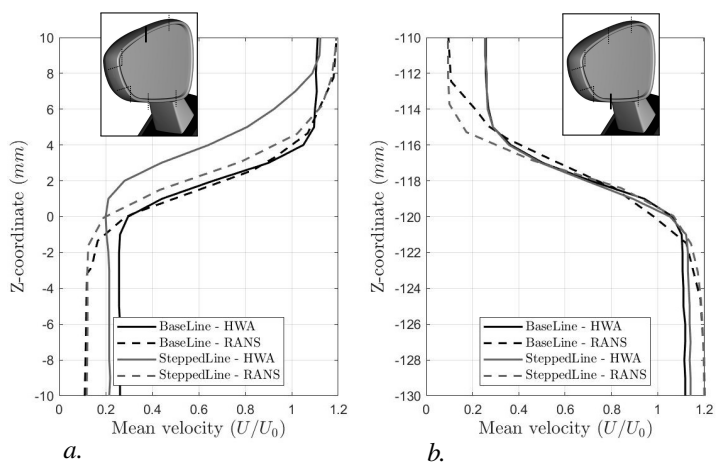 10
8
6
4
2
0
-2
-4
-6
-8
-10
Z-coordinate (mm)
BaseLine - HWA
BaseLine - RANS
SteppedLine - HWA
SteppedLine - RANS
0 0.2 0.4 0.6 0.8 1 1.2
Mean velocity (U/U0)
a.
-110
-112
-114
-116
-118
-120
-122
-124
-126
-128
-130
Z-coordinate (mm)
BaseLine - HWA
BaseLine - RANS
SteppedLine - HWA
SteppedLine - RANS
0 0.2 0.4 0.6 0.8 1 1.2
Mean velocity (U/U0)
b.